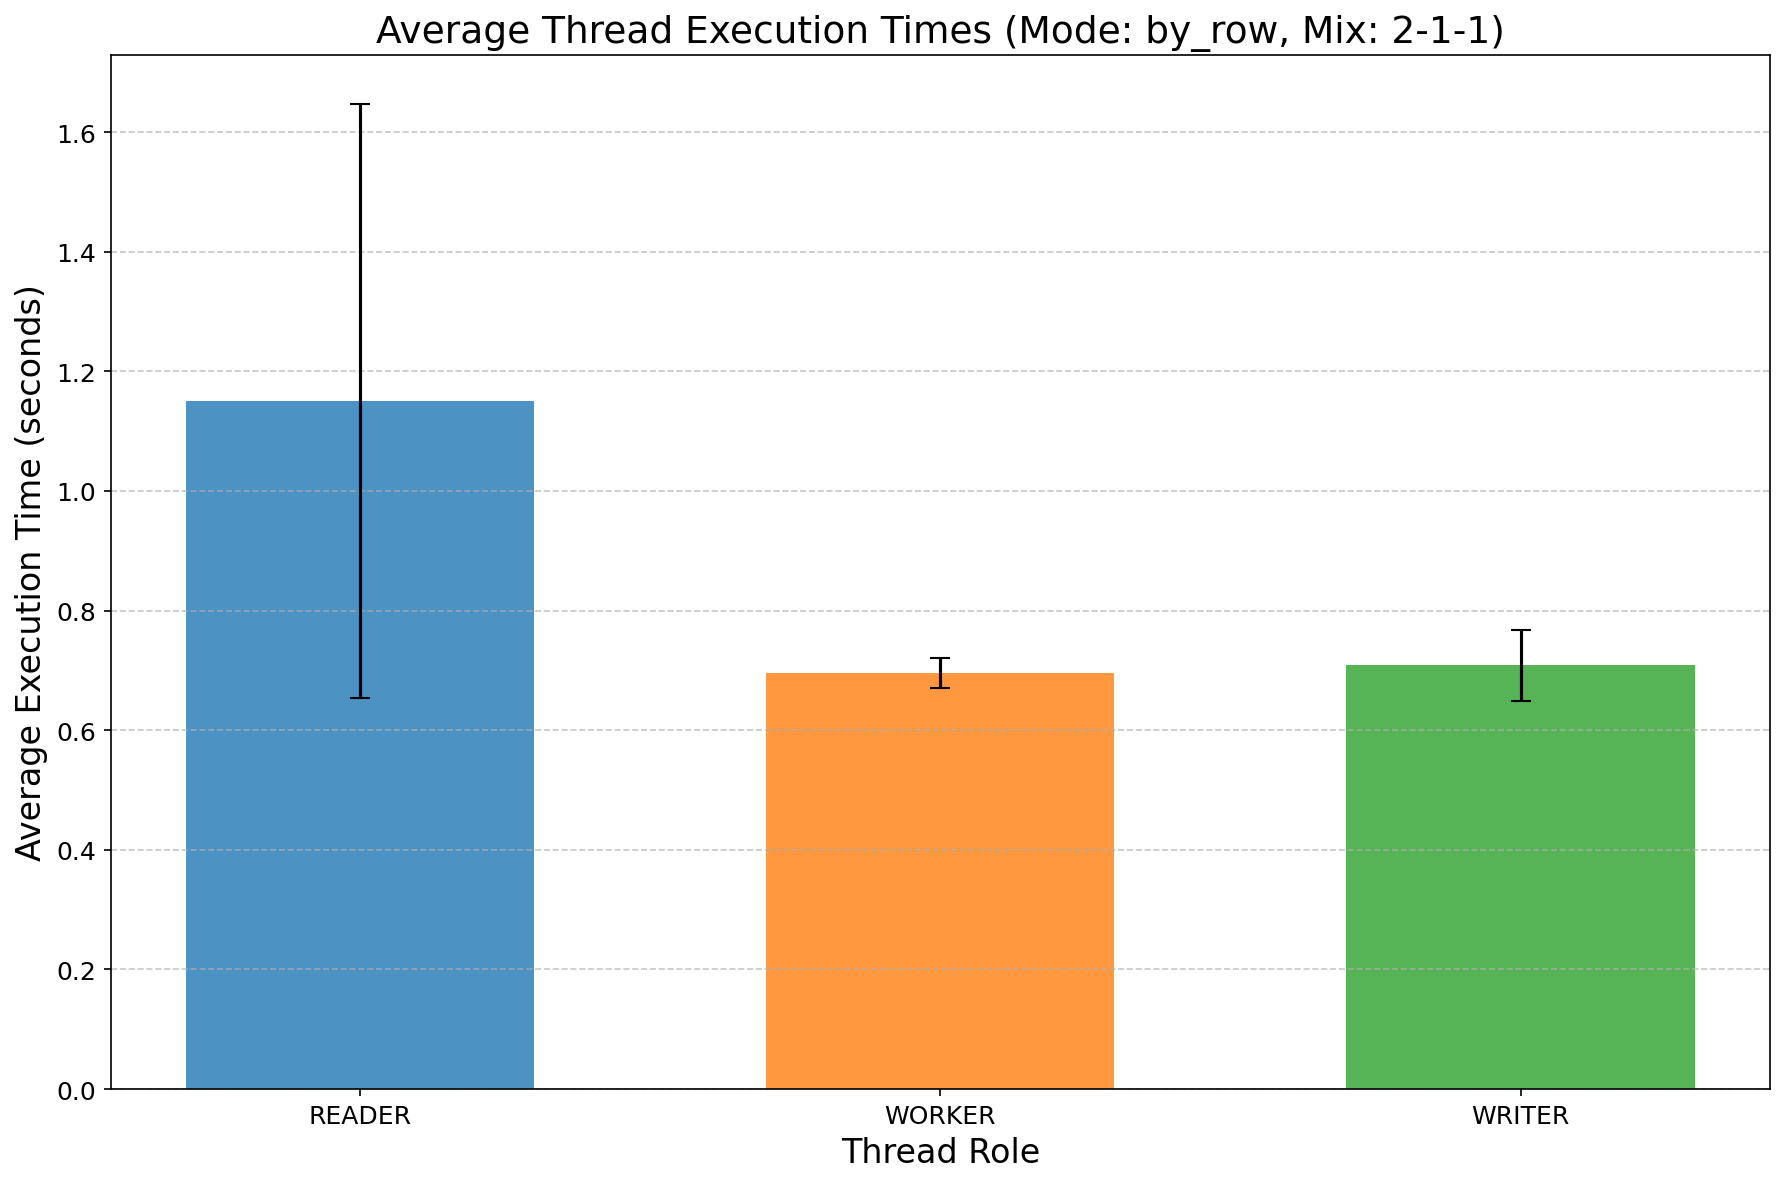 Average Thread Execution Times (Mode: by_row, Mix: 2-1-1)
Average Execution Time (seconds)
1.6
1.4
1.2
1.0
0.8
0.6
0.4
0.2
0.0
READER WORKER WRITER
Thread Role